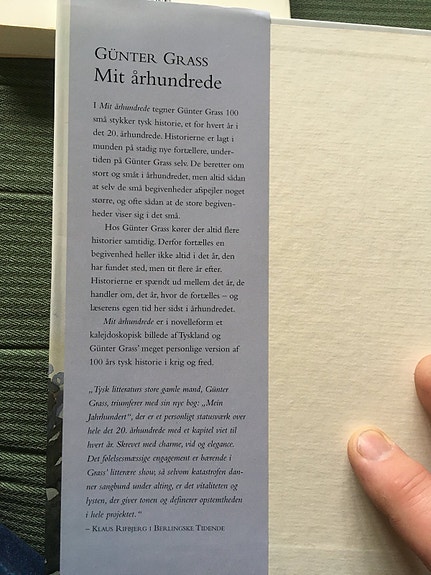 GÜNTER GRASS
Mit århundrede
I Mit århundrede tegner Günter Grass 100
små stykker tysk historie, et for hvert år i
det 20. århundrede. Historierne er lagt i
munden på stadig nye fortællere, under-
tiden på Günter Grass selv. De beretter om
stort og småt i århundredet, men altid sådan
at selv de små begivenheder afspejler noget
større, og ofte sådan at de store begiven-
heder viser sig i det små.
Hos Günter Grass kører der altid flere
historier samtidig. Derfor fortælles en
begivenhed heller ikke altid i det år, den
har fundet sted, men tit flere år efter.
Historierne er spændt ud mellem det år, de
handler om, det år, hvor de fortælles – og
læserens egen tid her sidst i århundredet.
Mit århundrede er i novelleform et
kalejdoskopisk billede af Tyskland og
Günter Grass' meget personlige version af
100 års tysk historie i krig og fred.
„Tysk litteraturs store gamle mand, Günter
Grass, triumferer med sin nye bog: „Mein
Jahrhundert“, der er et personligt statusværk over
hele det 20. århundrede med et kapitel viet til
hvert år. Skrevet med charme, vid og elegance.
Det følelsesmæssige engagement er bærende i
Grass' litterære show, så selvom katastrofen dan-
ner sangbund under alting, er det vitaliteten og
lysten, der giver tonen og definerer opstemtheden
i hele projektet.“
– KLAUS RIFBJERG I BERLINGSKE TIDENDE